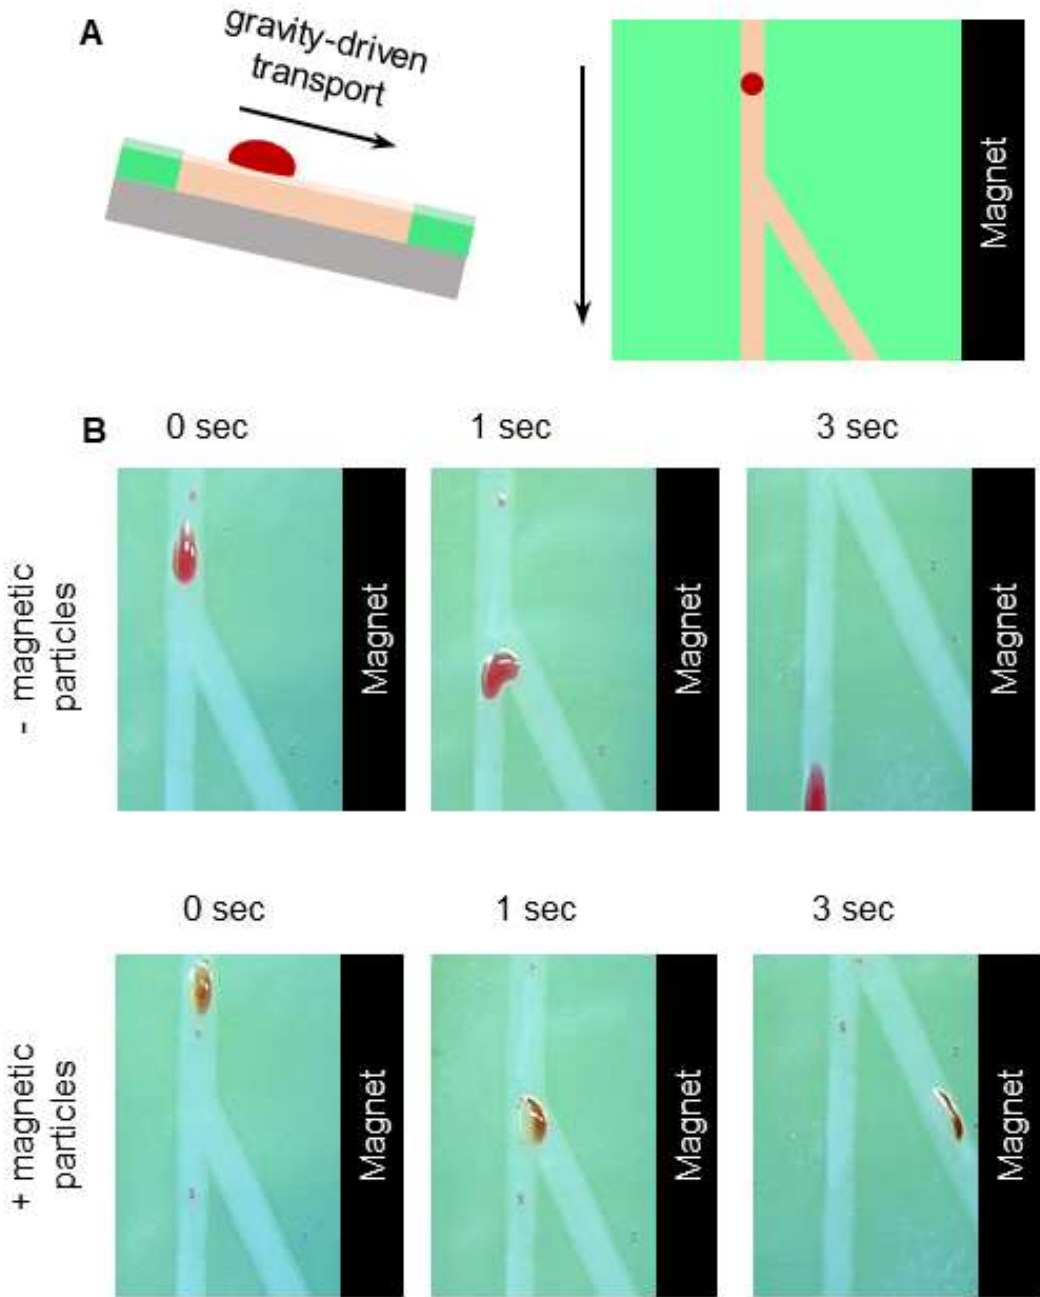 A
gravity-driven
transport
Magnet
B
0 sec
1 sec
3 sec
- magnetic
particles
Magnet
Magnet
Magnet
0 sec
1 sec
3 sec
+ magnetic
particles
Magnet
Magnet
Magnet